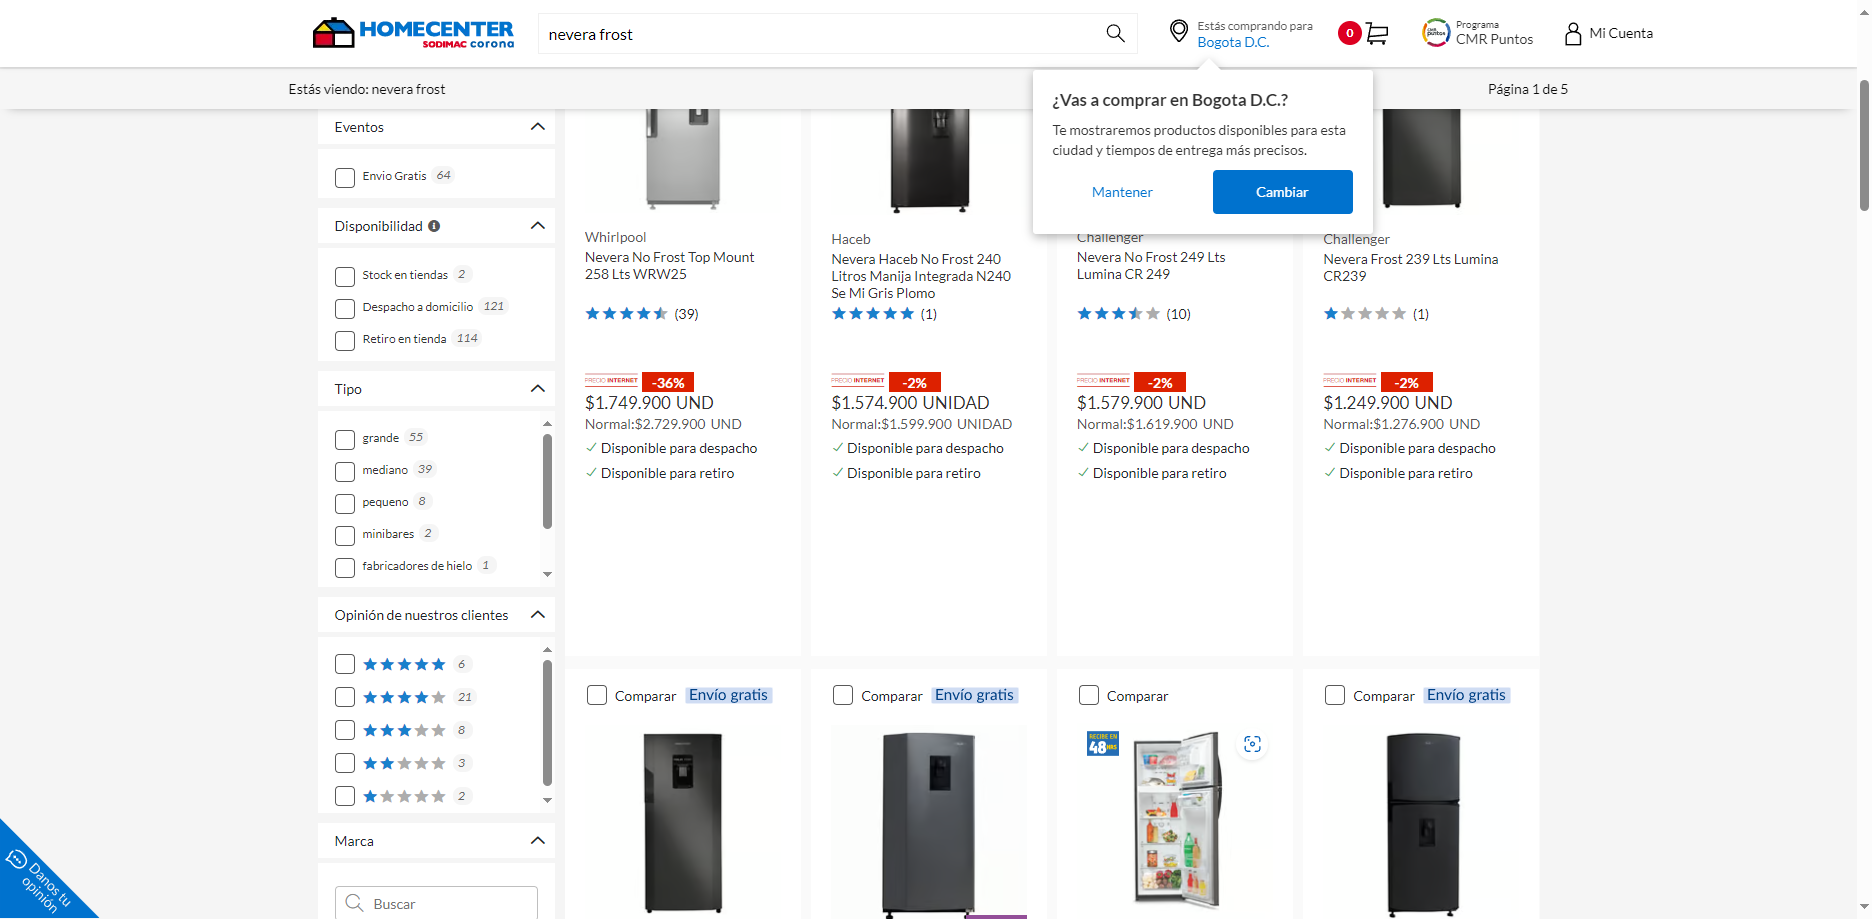 HOMECENTER
SODIMAC corona
nevera frost
Estás comprando para
Bogota D.C.
0
Programa
CMR Puntos
Mi Cuenta
Estás viendo: nevera frost
Página 1 de 5
¿Vas a comprar en Bogota D.C.?
Te mostraremos productos disponibles para esta
ciudad y tiempos de entrega más precisos.
Mantener
Cambiar
Eventos
Envio Gratis 64
Disponibilidad
Stock en tiendas 2
Despacho a domicilio 121
Retiro en tienda 114
Tipo
grande 55
mediano 39
pequeno 8
minibares 2
fabricadores de hielo 1
Opinión de nuestros clientes
6
21
8
3
2
Marca
Buscar
Danos tu
opinión
Whirlpool
Nevera No Frost Top Mount
258 Lts WRW25
(39)
PRECIO INTERNET -36%
$1.749.900 UND
Normal:$2.729.900 UND
Disponible para despacho
Disponible para retiro
Haceb
Nevera Haceb No Frost 240
Litros Manija Integrada N240
Se Mi Gris Plomo
(1)
PRECIO INTERNET -2%
$1.574.900 UNIDAD
Normal:$1.599.900 UNIDAD
Disponible para despacho
Disponible para retiro
Challenger
Nevera No Frost 249 Lts
Lumina CR 249
(10)
PRECIO INTERNET -2%
$1.579.900 UND
Normal:$1.619.900 UND
Disponible para despacho
Disponible para retiro
Challenger
Nevera Frost 239 Lts Lumina
CR239
(1)
PRECIO INTERNET -2%
$1.249.900 UND
Normal:$1.276.900 UND
Disponible para despacho
Disponible para retiro
Comparar Envío gratis
Comparar Envío gratis
Comparar
RECIBE EN
48HRS
Comparar Envío gratis